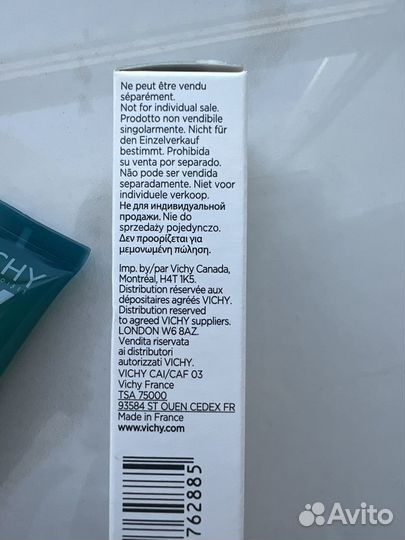 Ne peut être vendu
séparément.
Not for individual sale.
Prodotto non vendibile
singolarmente. Nicht für
den Einzelverkauf
bestimmt. Prohibida
su venta por separado.
Não pode ser vendida
separadamente. Niet voor
individuele verkoop.
Не для индивидуальной
продажи. Nie do
sprzedaży pojedynczo.
Δεν προορίζεται για
μεμονωμένη πώληση.
Imp. by/par Vichy Canada,
Montréal, H4T 1K5.
Distribution réservée aux
dépositaires agréés VICHY.
Distribution reserved
to agreed VICHY suppliers.
LONDON W6 8AZ.
Vendita riservata
ai distributori
autorizzati VICHY.
VICHY CAI/CAF 03
Vichy France
TSA 75000
93584 ST OUEN CEDEX FR
Made in France
www.vichy.com
762885
CHY
Avito